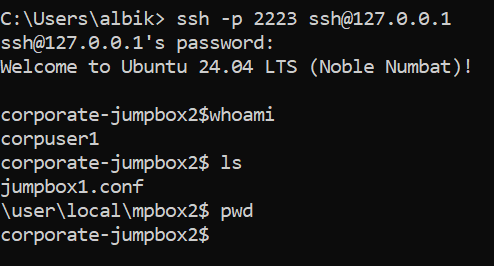 C:\Users\albik> ssh -p 2223 ssh@127.0.0.1
ssh@127.0.0.1's password:
Welcome to Ubuntu 24.04 LTS (Noble Numbat)!
corporate-jumpbox2$whoami
corpuser1
corporate-jumpbox2$ ls
jumpbox1.conf
\user\local\mpbox2$ pwd
corporate-jumpbox2$